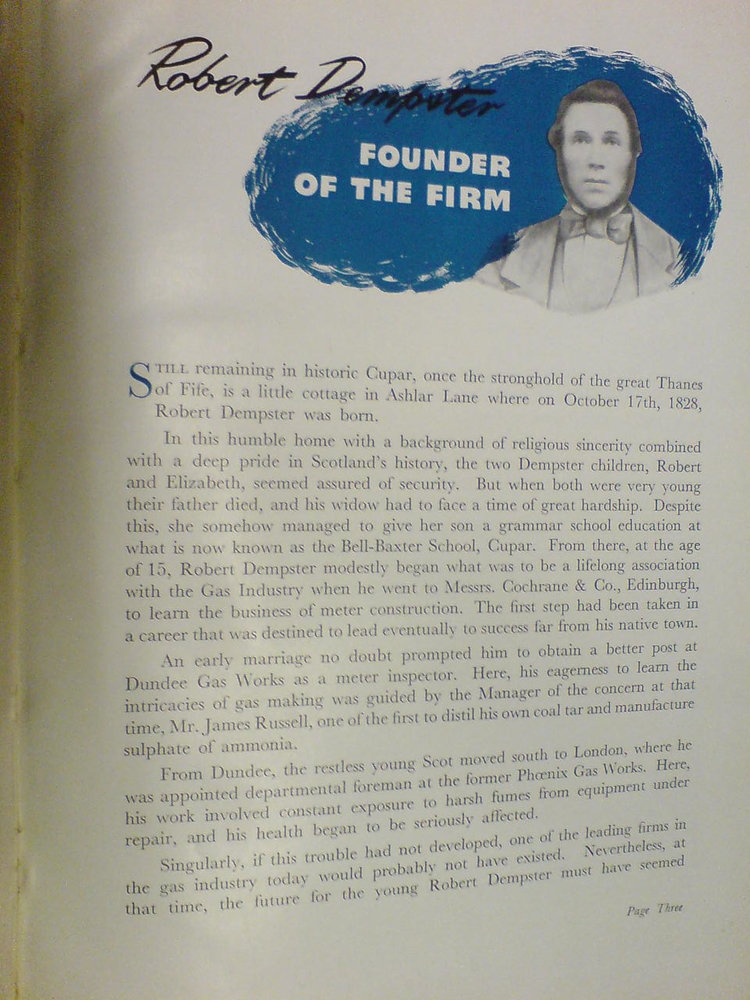 Robert Dempster
FOUNDER
OF THE FIRM
STILL remaining in historic Cupar, once the stronghold of the great Thanes
of Fife, is a little cottage in Ashlar Lane where on October 17th, 1828,
Robert Dempster was born.
In this humble home with a background of religious sincerity combined
with a deep pride in Scotland's history, the two Dempster children, Robert
and Elizabeth, seemed assured of security. But when both were very young
their father died, and his widow had to face a time of great hardship. Despite
this, she somehow managed to give her son a grammar school education at
what is now known as the Bell-Baxter School, Cupar. From there, at the age
of 15, Robert Dempster modestly began what was to be a lifelong association
with the Gas Industry when he went to Messrs. Cochrane & Co., Edinburgh,
to learn the business of meter construction. The first step had been taken in
a career that was destined to lead eventually to success far from his native town.
An early marriage no doubt prompted him to obtain a better post at
Dundee Gas Works as a meter inspector. Here, his eagerness to learn the
intricacies of gas making was guided by the Manager of the concern at that
time, Mr. James Russell, one of the first to distil his own coal tar and manufacture
sulphate of ammonia.
From Dundee, the restless young Scot moved south to London, where he
was appointed departmental foreman at the former Phœnix Gas Works. Here,
his work involved constant exposure to harsh fumes from equipment under
repair, and his health began to be seriously affected.
Singularly, if this trouble had not developed, one of the leading firms in
the gas industry today would probably not have existed. Nevertheless, at
that time, the future for the young Robert Dempster must have seemed
Page Three